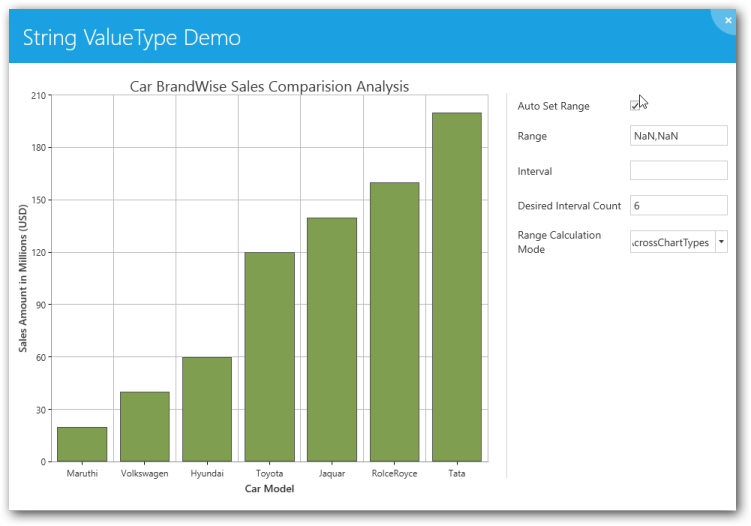 String ValueType Demo
Car BrandWise Sales Comparision Analysis
210
180
150
120
90
60
30
0
Sales Amount in Millions (USD)
Maruthi Volkswagen Hyundai Toyota Jaquar RolceRoyce Tata
Car Model
Auto Set Range
Range NaN,NaN
Interval
Desired Interval Count 6
Range Calculation
Mode
crossChartTypes